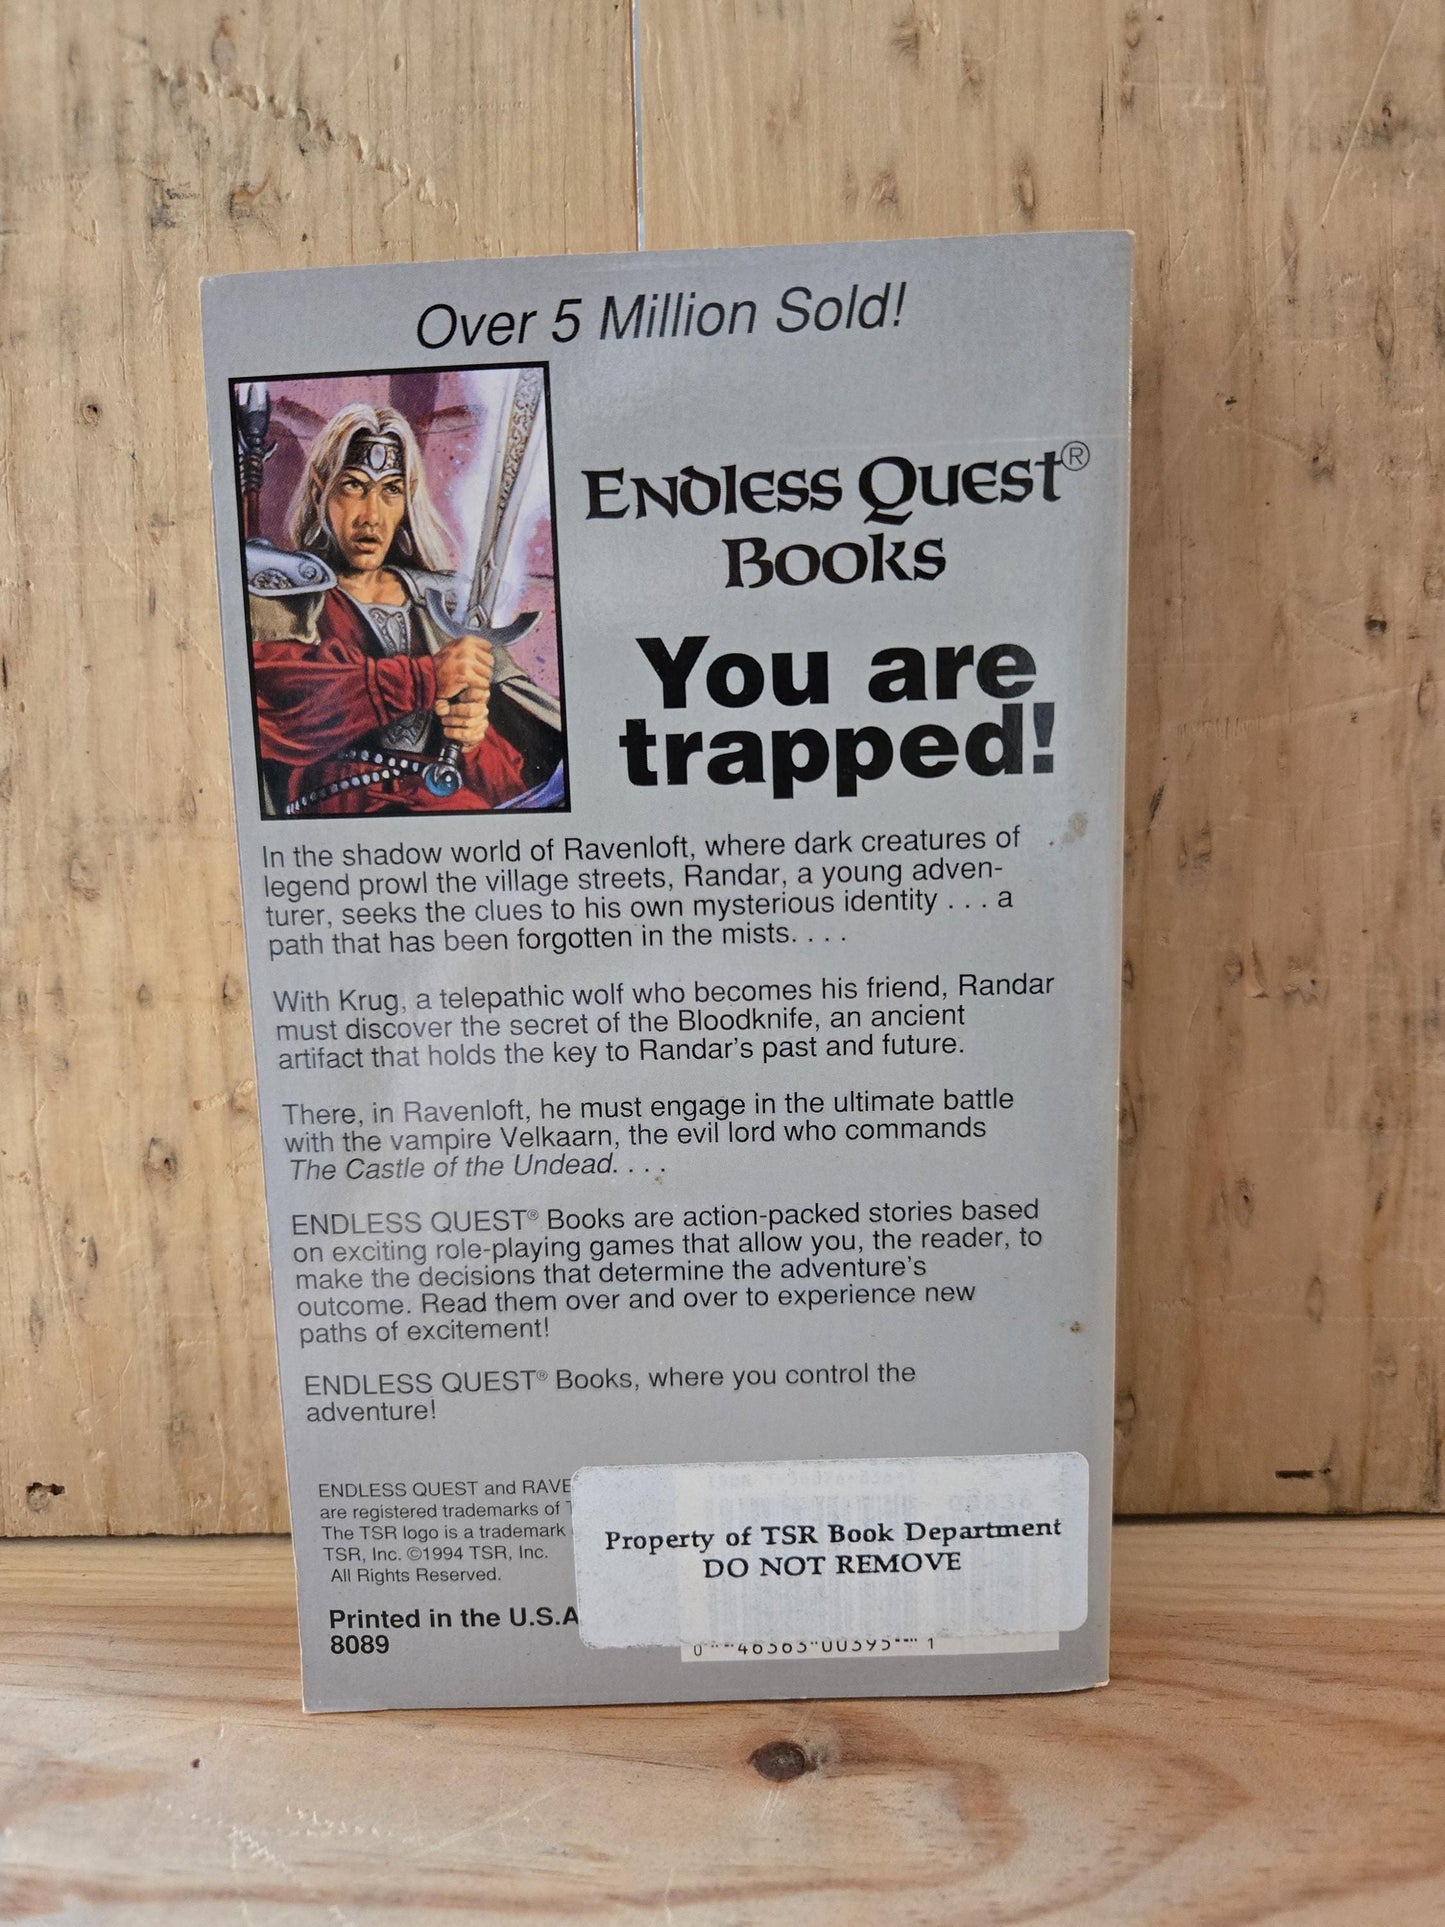 Over 5 Million Sold!
Endless Quest®
Books
You are
trapped!
In the shadow world of Ravenloft, where dark creatures of
legend prowl the village streets, Randar, a young adven-
turer, seeks the clues to his own mysterious identity . . . a
path that has been forgotten in the mists. . . .
With Krug, a telepathic wolf who becomes his friend, Randar
must discover the secret of the Bloodknife, an ancient
artifact that holds the key to Randar's past and future.
There, in Ravenloft, he must engage in the ultimate battle
with the vampire Velkaarn, the evil lord who commands
The Castle of the Undead. . . .
ENDLESS QUEST® Books are action-packed stories based
on exciting role-playing games that allow you, the reader, to
make the decisions that determine the adventure's
outcome. Read them over and over to experience new
paths of excitement!
ENDLESS QUEST® Books, where you control the
adventure!
ENDLESS QUEST and RAVE
are registered trademarks of T
The TSR logo is a trademark
TSR, Inc. ©1994 TSR, Inc.
All Rights Reserved.
Printed in the U.S.A
8089
Property of TSR Book Department
DO NOT REMOVE
0 46363 00395 1